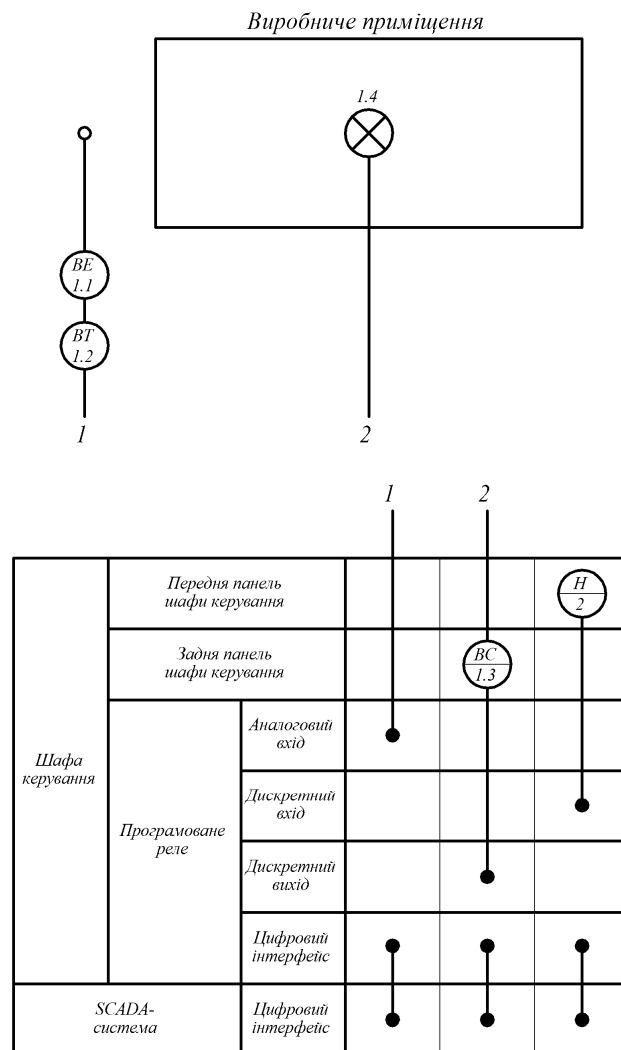 Виробниче приміщення
1.4
BE
1.1
BT
1.2
1
2
1
2
Передня панель
шафи керування
H
2
Задня панель
шафи керування
BC
1.3
Шафа
керування
Програмоване
реле
Аналоговий
вхід
Дискретний
вхід
Дискретний
вихід
Цифровий
інтерфейс
SCADA-
система
Цифровий
інтерфейс